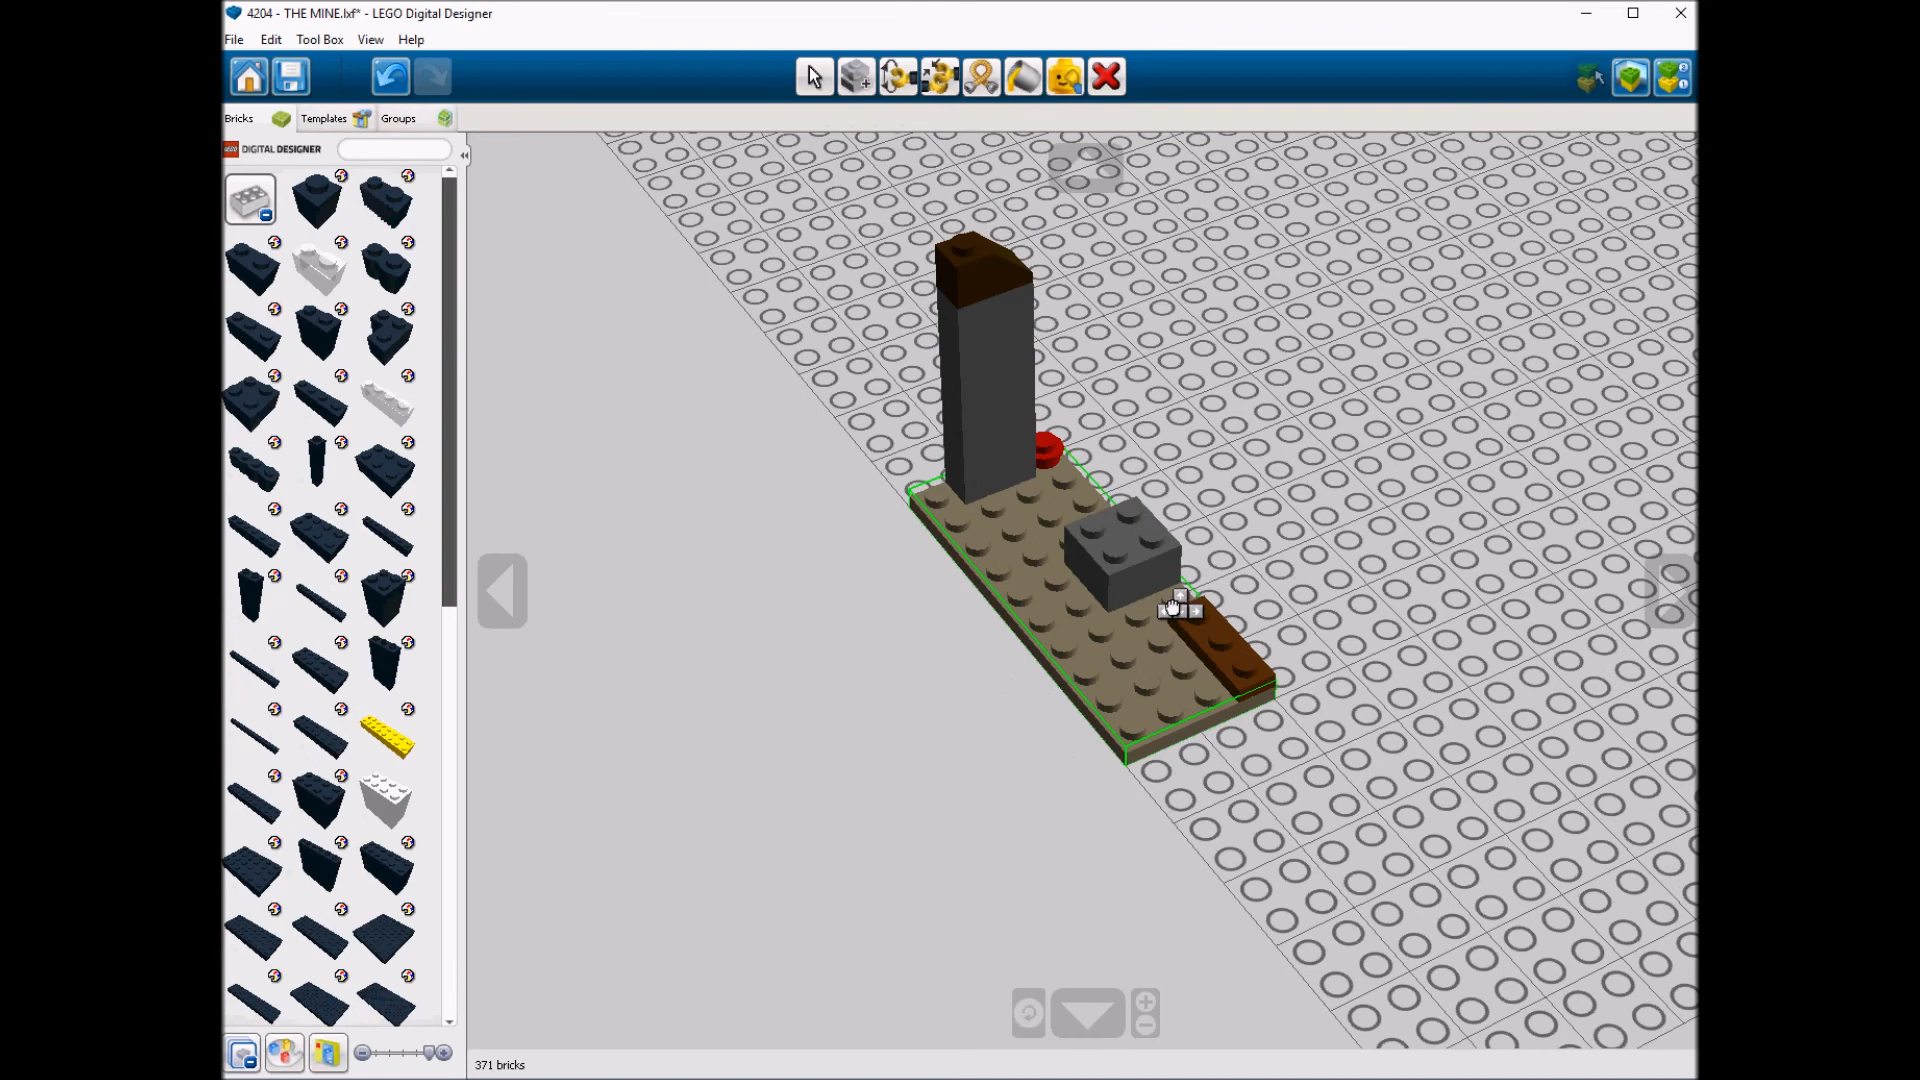 4204 - THE MINE.lxf* - LEGO Digital Designer
File Edit Tool Box View Help
Bricks Templates Groups
LEGO DIGITAL DESIGNER
371 bricks